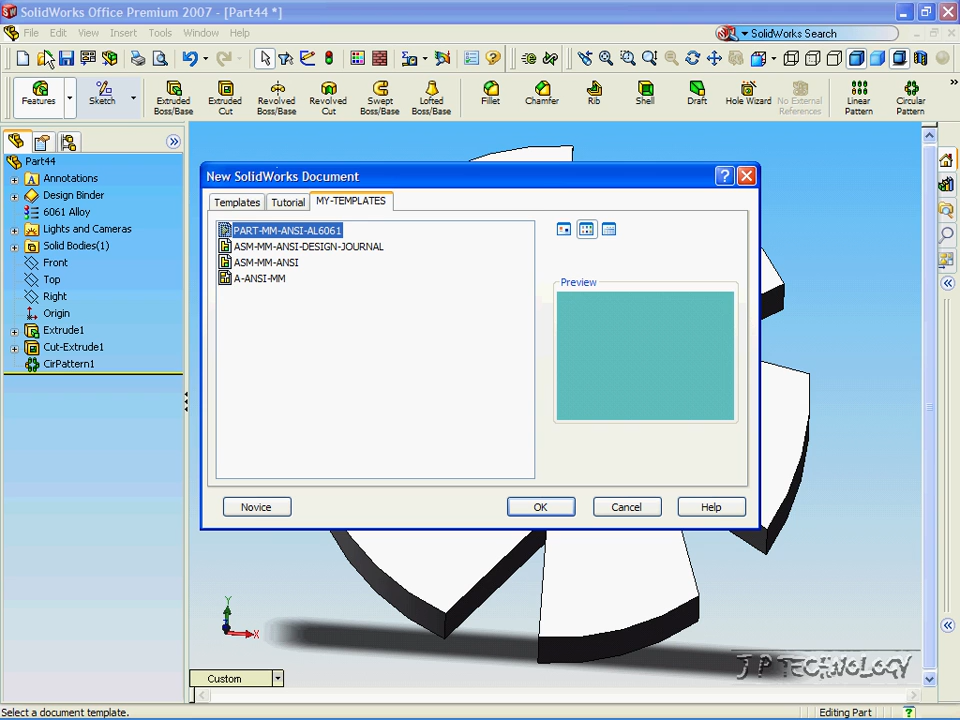 SolidWorks Office Premium 2007 - [Part44 *]
File Edit View Insert Tools Window Help
SolidWorks Search
Features Sketch Extruded Boss/Base Extruded Cut Revolved Boss/Base Revolved Cut Swept Boss/Base Lofted Boss/Base Fillet Chamfer Rib Shell Draft Hole Wizard No External References Linear Pattern Circular Pattern
Part44
Annotations
Design Binder
6061 Alloy
Lights and Cameras
Solid Bodies(1)
Front
Top
Right
Origin
Extrude1
Cut-Extrude1
CirPattern1
New SolidWorks Document
Templates Tutorial MY-TEMPLATES
PART-MM-ANSI-AL6061
ASM-MM-ANSI-DESIGN-JOURNAL
ASM-MM-ANSI
A-ANSI-MM
Preview
Novice OK Cancel Help
Y
X
Custom
J P TECHNOLOGY
Select a document template.
Editing Part